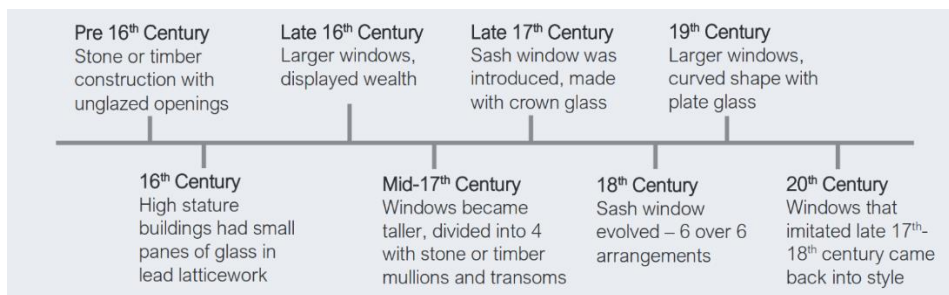 Pre 16th Century
Stone or timber
construction with
unglazed openings
16th Century
High stature
buildings had small
panes of glass in
lead latticework
Late 16th Century
Larger windows,
displayed wealth
Mid-17th Century
Windows became
taller, divided into 4
with stone or timber
mullions and transoms
Late 17th Century
Sash window was
introduced, made
with crown glass
18th Century
Sash window
evolved – 6 over 6
arrangements
19th Century
Larger windows,
curved shape with
plate glass
20th Century
Windows that
imitated late 17th-
18th century came
back into style